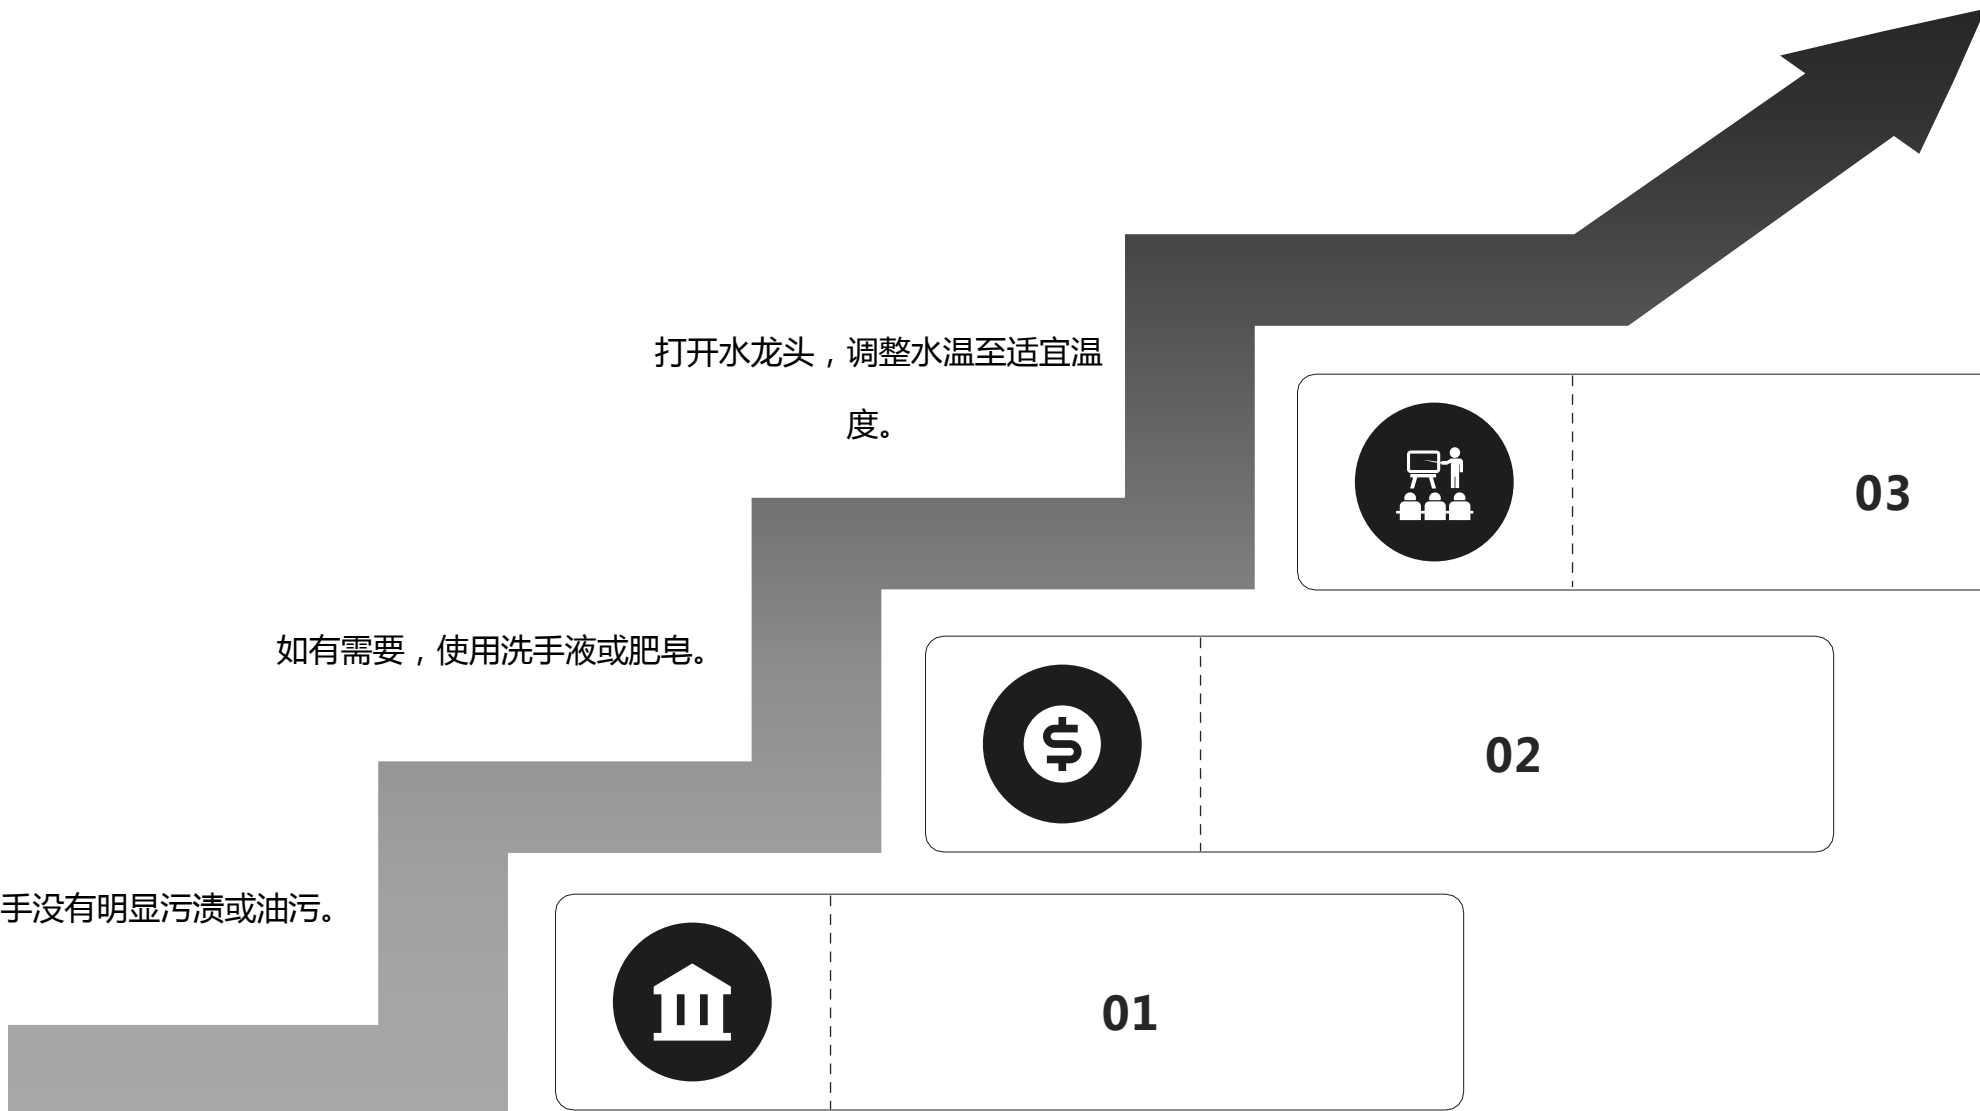 打开水龙头，调整水温至适宜温
度。
03
如有需要，使用洗手液或肥皂。
02
手没有明显污渍或油污。
01